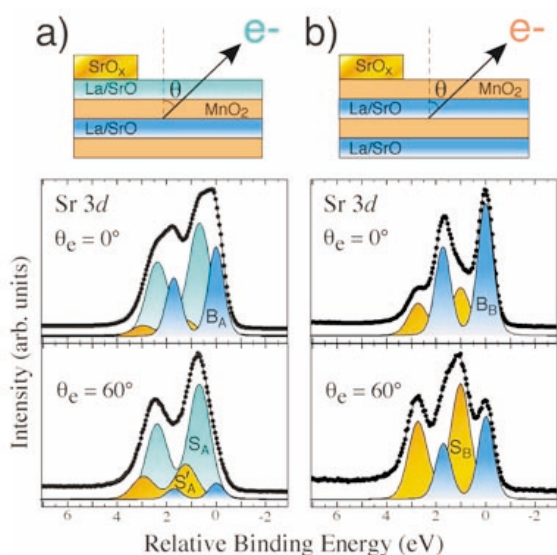 a)
e-
SrOx
La/SrO
θ
MnO2
La/SrO
b)
e-
SrOx
θ
MnO2
La/SrO
La/SrO
Sr 3d
θe = 0°
BA
Sr 3d
θe = 0°
BB
θe = 60°
SA
S'A
θe = 60°
SB
Intensity (arb. units)
6 4 2 0 -2
6 4 2 0 -2
Relative Binding Energy (eV)